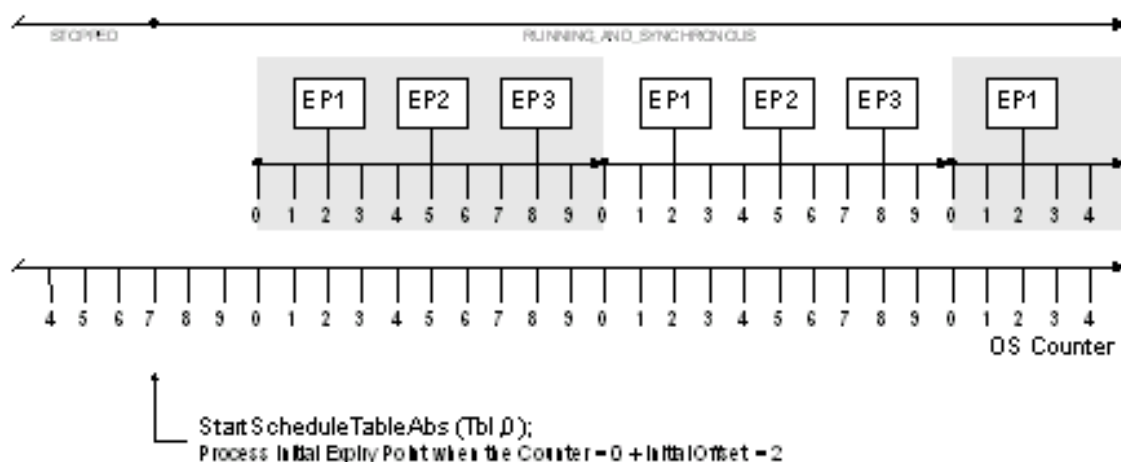 STOPPED RUNNING_AND_SYNCHRONOUS
EP1 EP2 EP3 EP1 EP2 EP3 EP1
0 1 2 3 4 5 6 7 8 9 0 1 2 3 4 5 6 7 8 9 0 1 2 3 4
4 5 6 7 8 9 0 1 2 3 4 5 6 7 8 9 0 1 2 3 4 5 6 7 8 9 0 1 2 3 4
OS Counter
StartScheduleTableAbs (Tbl,0);
Process Initial Expiry Point when the Counter = 0 + InitialOffset = 2